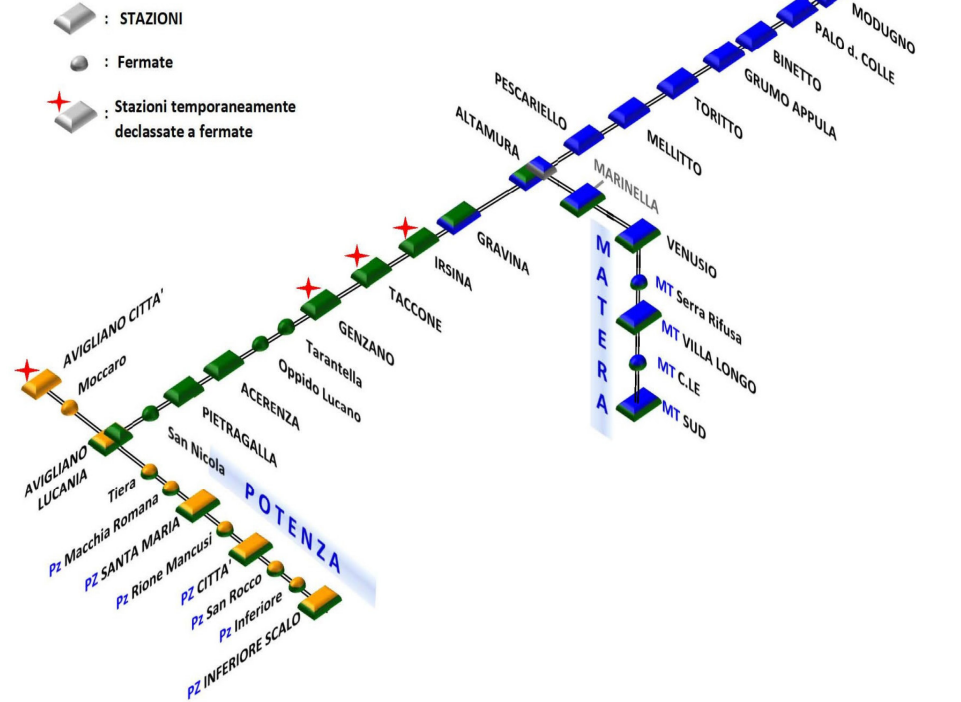 : STAZIONI
: Fermate
: Stazioni temporaneamente
declassate a fermate
MODUGNO
PALO d. COLLE
BINETTO
GRUMO APPULA
TORITTO
MELLITTO
PESCARIELLO
ALTAMURA
MARINELLA
VENUSIO
MT Serra Rifusa
MT VILLA LONGO
MT C.LE
MT SUD
MATERA
GRAVINA
IRSINA
TACCONE
GENZANO
Tarantella
Oppido Lucano
ACERENZA
PIETRAGALLA
San Nicola
AVIGLIANO CITTA'
Moccaro
AVIGLIANO
LUCANIA
Tiera
Pz Macchia Romana
PZ SANTA MARIA
Pz Rione Mancusi
PZ CITTA'
Pz San Rocco
Pz Inferiore
PZ INFERIORE SCALO
POTENZA